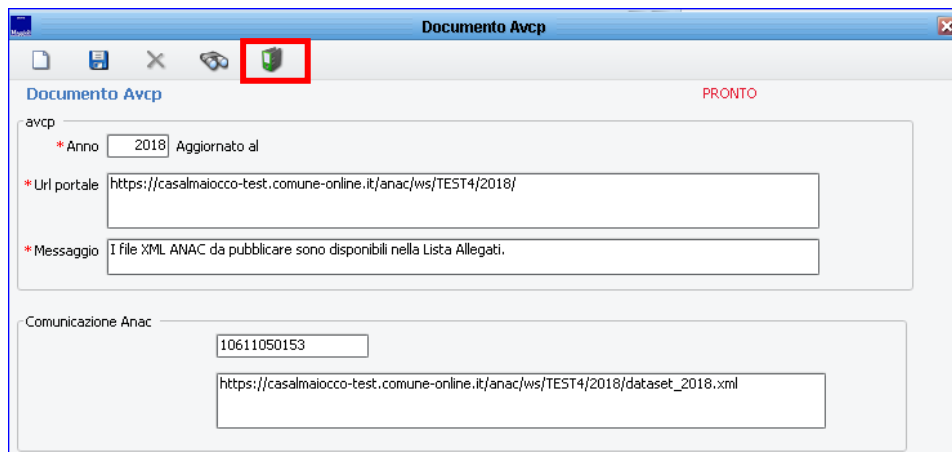 Documento Avcp
Documento Avcp
PRONTO
avcp
*Anno 2018 Aggiornato al
*Url portale https://casalmaiocco-test.comune-online.it/anac/ws/TEST4/2018/
*Messaggio I file XML ANAC da pubblicare sono disponibili nella Lista Allegati.
Comunicazione Anac
10611050153
https://casalmaiocco-test.comune-online.it/anac/ws/TEST4/2018/dataset_2018.xml